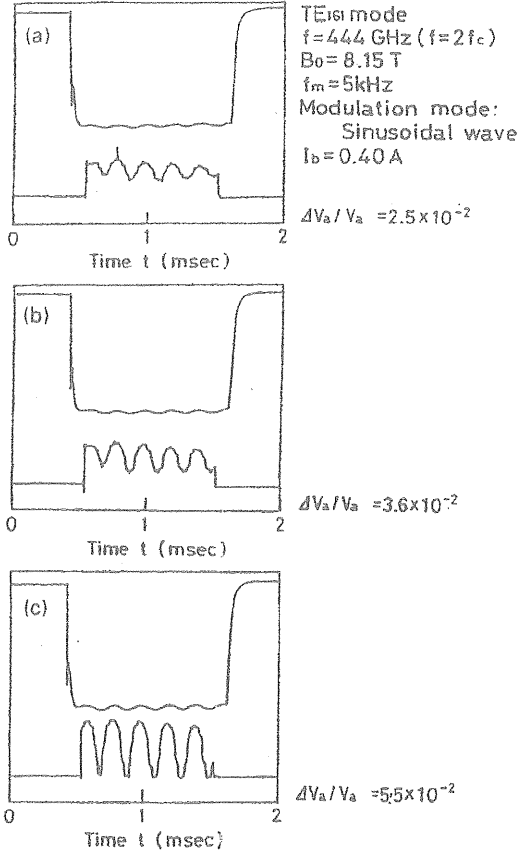 (a)
TE₁₆₁ mode
f=444 GHz (f=2fc)
B₀=8.15 T
fm=5kHz
Modulation mode:
Sinusoidal wave
Ib=0.40 A
ΔVa/Va =2.5×10⁻²
0 1 2
Time t (msec)
(b)
ΔVa/Va =3.6×10⁻²
0 1 2
Time t (msec)
(c)
ΔVa/Va =5.5×10⁻²
0 1 2
Time t (msec)